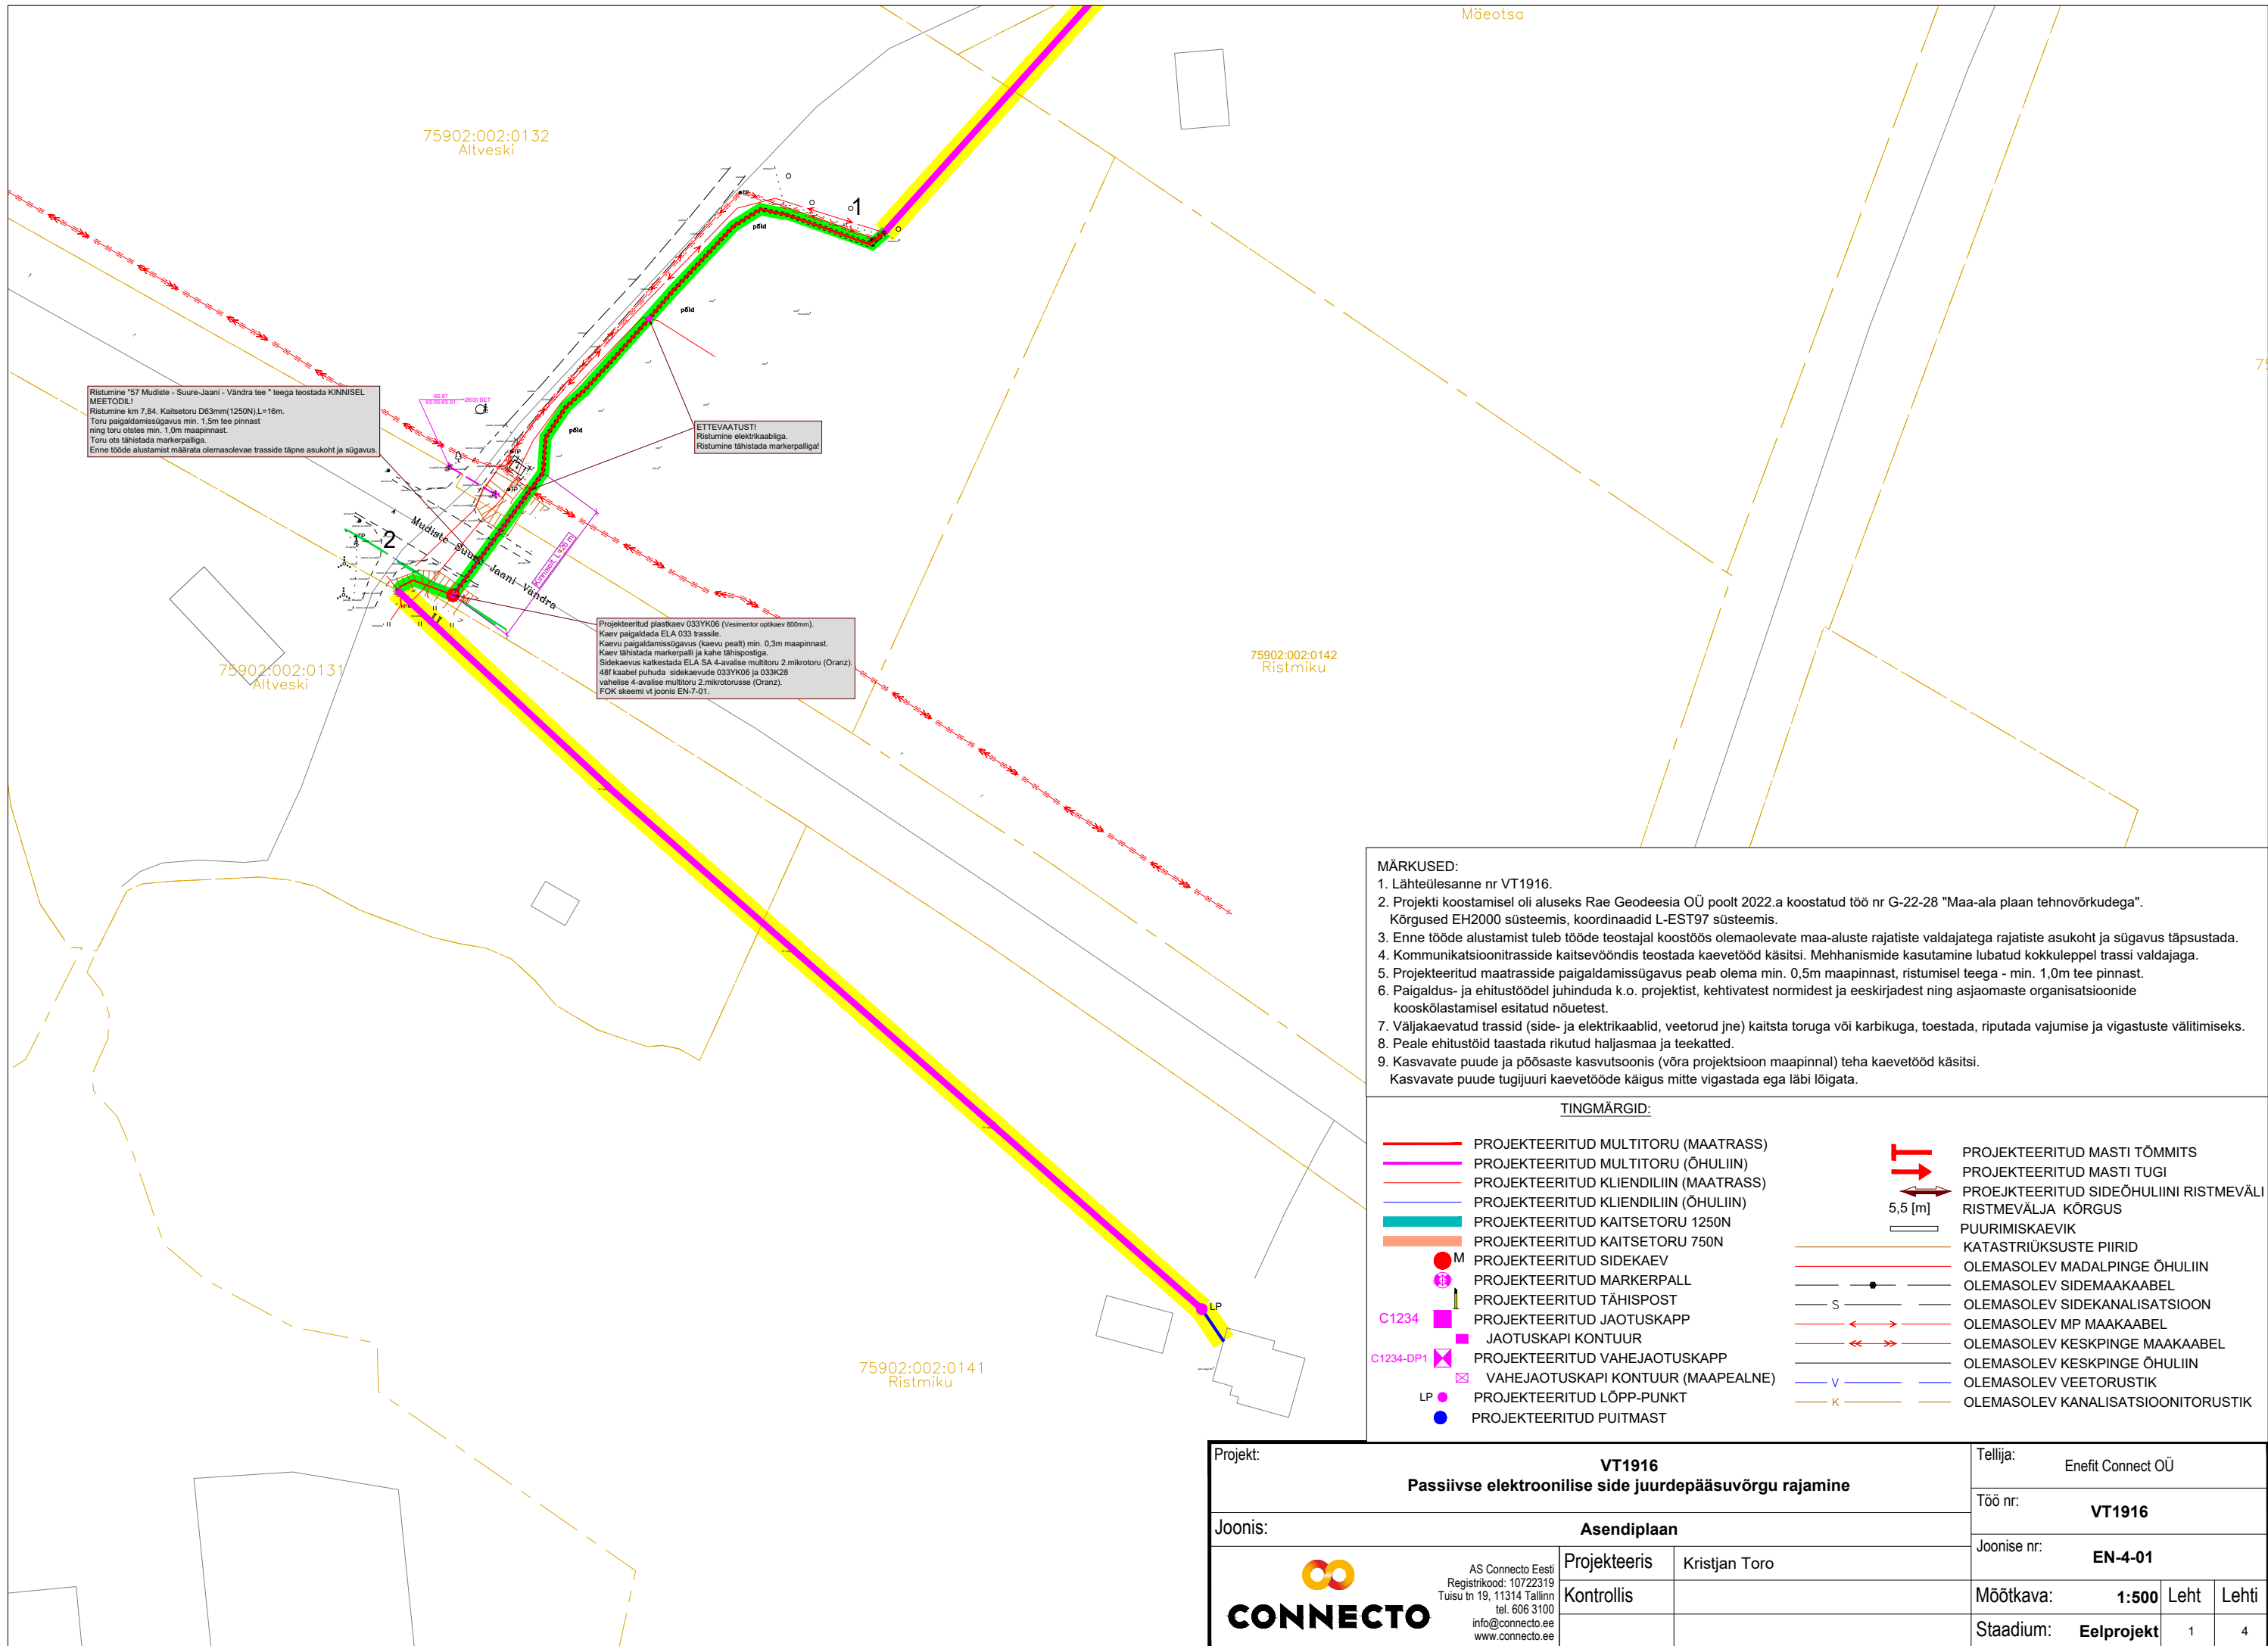 Mäeotsa
75902:002:0132
Altveski
1
põld
põld
põld
Ristumine "57 Mudiste - Suure-Jaani - Vändra tee " teega teostada KINNISEL
MEETODIL!
Ristumine km 7,84. Kaitsetoru D63mm(1250N),L=16m.
Toru paigaldamissügavus min. 1,5m tee pinnast
ning toru otstes min. 1,0m maapinnast.
Toru ots tähistada markerpalliga.
Enne tööde alustamist määrata olemasolevae trasside täpne asukoht ja sügavus.
ETTEVAATUST!
Ristumine elektrikaabliga.
Ristumine tähistada markerpalliga!
2
Mudiste Suure Jaani Vändra
Kinniselt, L=26 m
Projekteeritud plastkaev 033YK06 (Vesimentor optikaev 800mm).
Kaev paigaldada ELA 033 trassile.
Kaevu paigaldamissügavus (kaevu pealt) min. 0,3m maapinnast.
Kaev tähistada markerpalli ja kahe tähispostiga.
Sidekaevus katkestada ELA SA 4-avalise multitoru 2.mikrotoru (Oranz).
48f kaabel puhuda sidekaevude 033YK06 ja 033K28
vahelise 4-avalise multitoru 2.mikrotorusse (Oranz).
FOK skeemi vt joonis EN-7-01.
75902:002:0131
Altveski
75902:002:0142
Ristmiku
LP
75902:002:0141
Ristmiku
MÄRKUSED:
1. Lähteülesanne nr VT1916.
2. Projekti koostamisel oli aluseks Rae Geodeesia OÜ poolt 2022.a koostatud töö nr G-22-28 "Maa-ala plaan tehnovõrkudega".
Kõrgused EH2000 süsteemis, koordinaadid L-EST97 süsteemis.
3. Enne tööde alustamist tuleb tööde teostajal koostöös olemaolevate maa-aluste rajatiste valdajatega rajatiste asukoht ja sügavus täpsustada.
4. Kommunikatsioonitrasside kaitsevööndis teostada kaevetööd käsitsi. Mehhanismide kasutamine lubatud kokkuleppel trassi valdajaga.
5. Projekteeritud maatrasside paigaldamissügavus peab olema min. 0,5m maapinnast, ristumisel teega - min. 1,0m tee pinnast.
6. Paigaldus- ja ehitustöödel juhinduda k.o. projektist, kehtivatest normidest ja eeskirjadest ning asjaomaste organisatsioonide
kooskõlastamisel esitatud nõuetest.
7. Väljakaevatud trassid (side- ja elektrikaablid, veetorud jne) kaitsta toruga või karbikuga, toestada, riputada vajumise ja vigastuste välitimiseks.
8. Peale ehitustöid taastada rikutud haljasmaa ja teekatted.
9. Kasvavate puude ja põõsaste kasvutsoonis (võra projektsioon maapinnal) teha kaevetööd käsitsi.
Kasvavate puude tugijuuri kaevetööde käigus mitte vigastada ega läbi lõigata.
TINGMÄRGID:
PROJEKTEERITUD MULTITORU (MAATRASS)
PROJEKTEERITUD MULTITORU (ÕHULIIN)
PROJEKTEERITUD KLIENDILIIN (MAATRASS)
PROJEKTEERITUD KLIENDILIIN (ÕHULIIN)
PROJEKTEERITUD KAITSETORU 1250N
PROJEKTEERITUD KAITSETORU 750N
M PROJEKTEERITUD SIDEKAEV
PROJEKTEERITUD MARKERPALL
PROJEKTEERITUD TÄHISPOST
C1234 PROJEKTEERITUD JAOTUSKAPP
JAOTUSKAPI KONTUUR
C1234-DP1 PROJEKTEERITUD VAHEJAOTUSKAPP
VAHEJAOTUSKAPI KONTUUR (MAAPEALNE)
LP PROJEKTEERITUD LÕPP-PUNKT
PROJEKTEERITUD PUITMAST
PROJEKTEERITUD MASTI TÕMMITS
PROJEKTEERITUD MASTI TUGI
PROEJKTEERITUD SIDEÕHULIINI RISTMEVÄLI
5,5 [m] RISTMEVÄLJA KÕRGUS
PUURIMISKAEVIK
KATASTRIÜKSUSTE PIIRID
OLEMASOLEV MADALPINGE ÕHULIIN
OLEMASOLEV SIDEMAAKAABEL
S OLEMASOLEV SIDEKANALISATSIOON
OLEMASOLEV MP MAAKAABEL
OLEMASOLEV KESKPINGE MAAKAABEL
OLEMASOLEV KESKPINGE ÕHULIIN
V OLEMASOLEV VEETORUSTIK
K OLEMASOLEV KANALISATSIOONITORUSTIK
Projekt:
VT1916
Passiivse elektroonilise side juurdepääsuvõrgu rajamine
Tellija:
Enefit Connect OÜ
Töö nr:
VT1916
Joonis:
Asendiplaan
Joonise nr:
EN-4-01
CONNECTO
AS Connecto Eesti
Registrikood: 10722319
Tuisu tn 19, 11314 Tallinn
tel. 606 3100
info@connecto.ee
www.connecto.ee
Projekteeris Kristjan Toro
Kontrollis
Mõõtkava: 1:500 Leht Lehti
Staadium: Eelprojekt 1 4